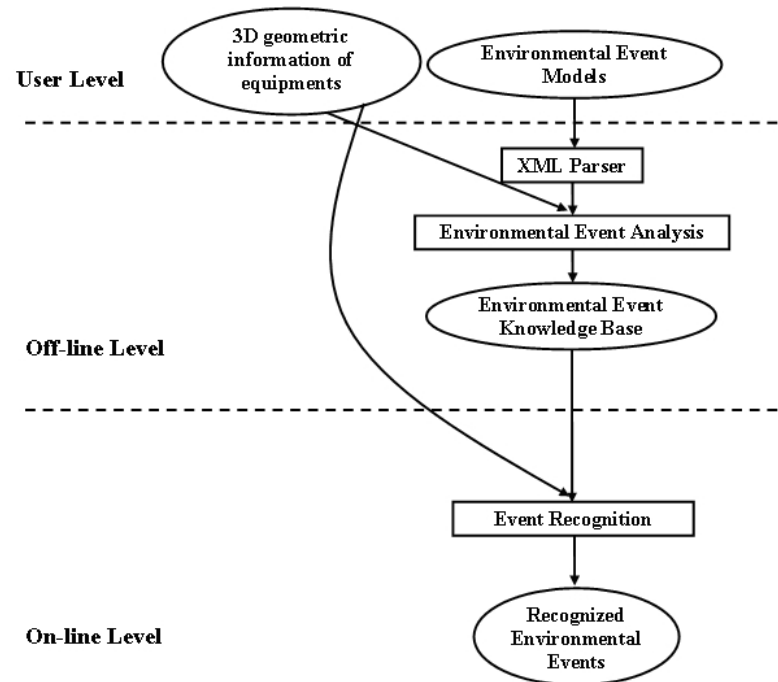 3D geometric
information of
equipments
Environmental Event
Models
User Level
XML Parser
Environmental Event Analysis
Environmental Event
Knowledge Base
Off-line Level
Event Recognition
Recognized
Environmental
Events
On-line Level